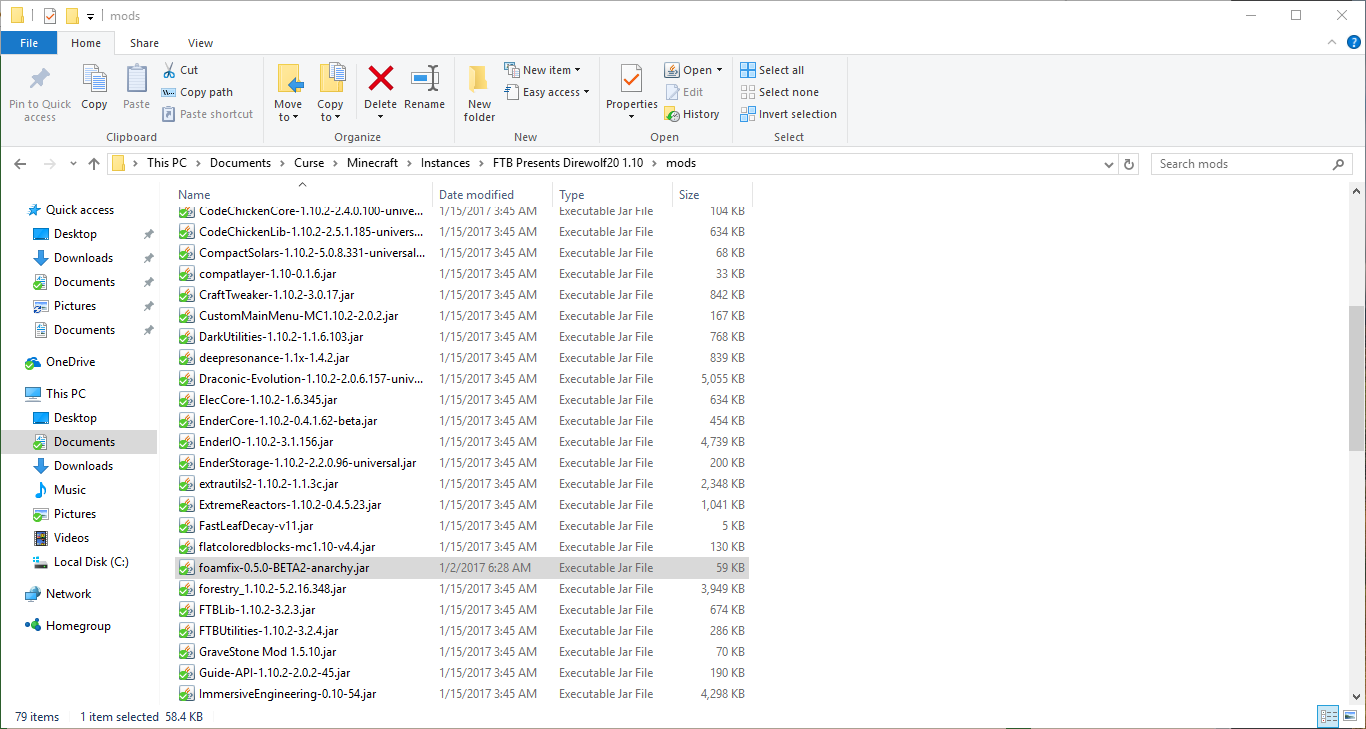 mods
File Home Share View
Pin to Quick access
Copy
Paste
Cut
Copy path
Paste shortcut
Clipboard
Move to
Copy to
Delete
Rename
Organize
New folder
New item
Easy access
New
Properties
Open
Edit
History
Open
Select all
Select none
Invert selection
Select
This PC > Documents > Curse > Minecraft > Instances > FTB Presents Direwolf20 1.10 > mods
Search mods
Quick access
Desktop
Downloads
Documents
Pictures
Documents
OneDrive
This PC
Desktop
Documents
Downloads
Music
Pictures
Videos
Local Disk (C:)
Network
Homegroup
Name Date modified Type Size
CodeChickenCore-1.10.2-2.4.0.100-unive... 1/15/2017 3:45 AM Executable Jar File 104 KB
CodeChickenLib-1.10.2-2.5.1.185-univers... 1/15/2017 3:45 AM Executable Jar File 634 KB
CompactSolars-1.10.2-5.0.8.331-universal... 1/15/2017 3:45 AM Executable Jar File 68 KB
compatlayer-1.10-0.1.6.jar 1/15/2017 3:45 AM Executable Jar File 33 KB
CraftTweaker-1.10.2-3.0.17.jar 1/15/2017 3:45 AM Executable Jar File 842 KB
CustomMainMenu-MC1.10.2-2.0.2.jar 1/15/2017 3:45 AM Executable Jar File 167 KB
DarkUtilities-1.10.2-1.1.6.103.jar 1/15/2017 3:45 AM Executable Jar File 768 KB
deepresonance-1.1x-1.4.2.jar 1/15/2017 3:45 AM Executable Jar File 839 KB
Draconic-Evolution-1.10.2-2.0.6.157-univ... 1/15/2017 3:45 AM Executable Jar File 5,055 KB
ElecCore-1.10.2-1.6.345.jar 1/15/2017 3:45 AM Executable Jar File 634 KB
EnderCore-1.10.2-0.4.1.62-beta.jar 1/15/2017 3:45 AM Executable Jar File 454 KB
EnderIO-1.10.2-3.1.156.jar 1/15/2017 3:45 AM Executable Jar File 4,739 KB
EnderStorage-1.10.2-2.2.0.96-universal.jar 1/15/2017 3:45 AM Executable Jar File 200 KB
extrautils2-1.10.2-1.1.3c.jar 1/15/2017 3:45 AM Executable Jar File 2,348 KB
ExtremeReactors-1.10.2-0.4.5.23.jar 1/15/2017 3:45 AM Executable Jar File 1,041 KB
FastLeafDecay-v11.jar 1/15/2017 3:45 AM Executable Jar File 5 KB
flatcoloredblocks-mc1.10-v4.4.jar 1/15/2017 3:45 AM Executable Jar File 130 KB
foamfix-0.5.0-BETA2-anarchy.jar 1/2/2017 6:28 AM Executable Jar File 59 KB
forestry_1.10.2-5.2.16.348.jar 1/15/2017 3:45 AM Executable Jar File 3,949 KB
FTBLib-1.10.2-3.2.3.jar 1/15/2017 3:45 AM Executable Jar File 674 KB
FTBUtilities-1.10.2-3.2.4.jar 1/15/2017 3:45 AM Executable Jar File 286 KB
GraveStone Mod 1.5.10.jar 1/15/2017 3:45 AM Executable Jar File 70 KB
Guide-API-1.10.2-2.0.2-45.jar 1/15/2017 3:45 AM Executable Jar File 190 KB
ImmersiveEngineering-0.10-54.jar 1/15/2017 3:45 AM Executable Jar File 4,298 KB
79 items 1 item selected 58.4 KB